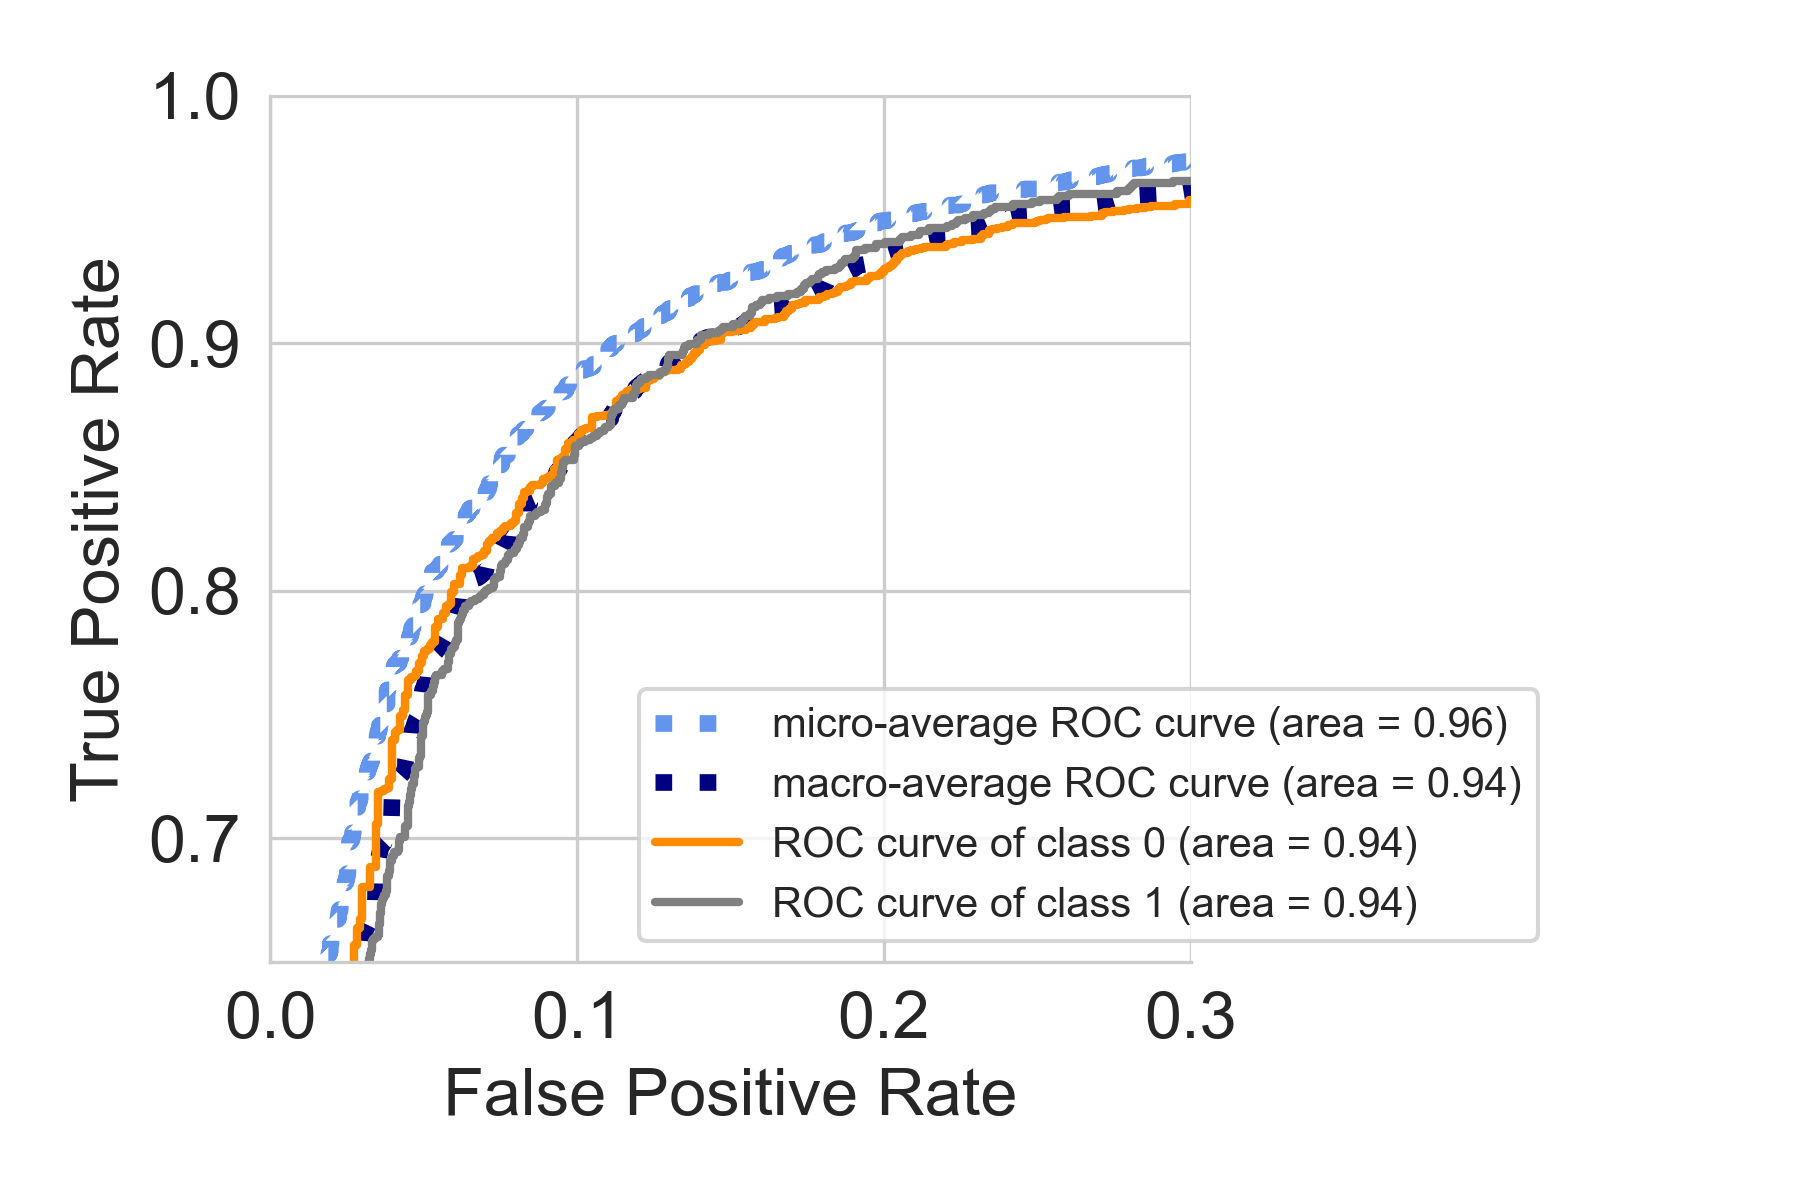 1.0
0.9
0.8
0.7
True Positive Rate
micro-average ROC curve (area = 0.96)
macro-average ROC curve (area = 0.94)
ROC curve of class 0 (area = 0.94)
ROC curve of class 1 (area = 0.94)
0.0 0.1 0.2 0.3
False Positive Rate